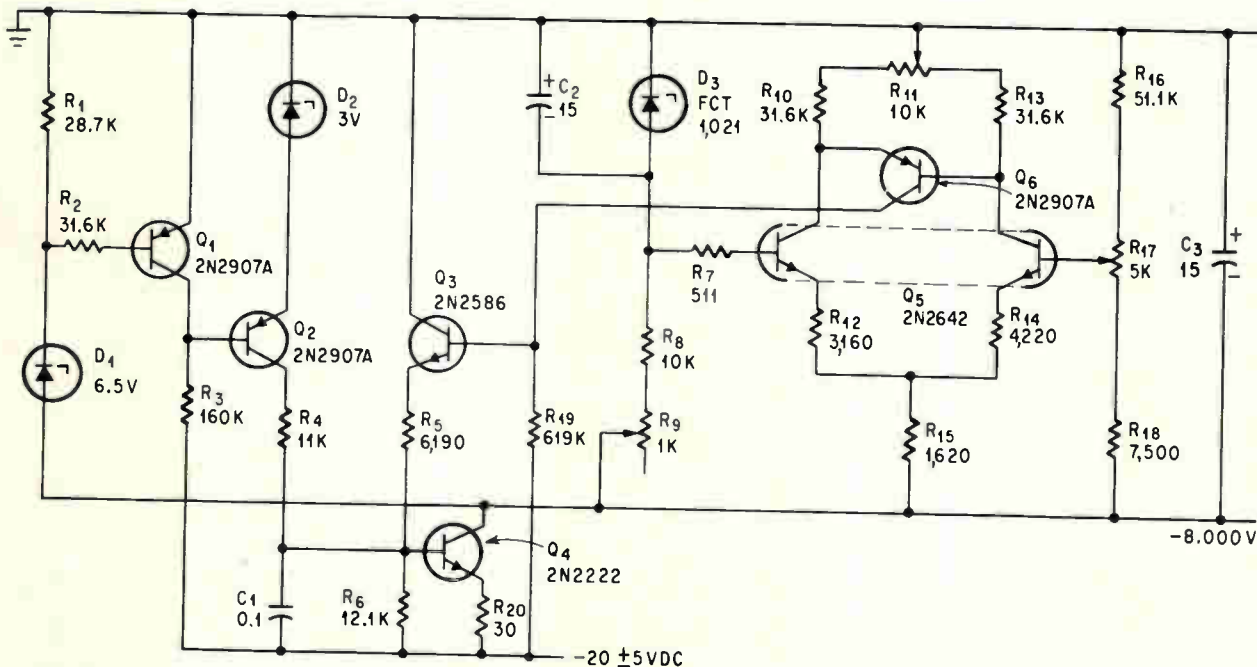 R1
28.7K
R2
31.6K
Q1
2N2907A
D1
6.5V
R3
160K
D2
3V
Q2
2N2907A
R4
11K
C1
0.1
Q3
2N2586
R5
6,190
R6
12.1K
Q4
2N2222
R20
30
R19
619K
+
C2
15
-
D3
FCT
1,021
R7
511
R8
10K
R9
1K
R10
31.6K
R11
10K
R13
31.6K
Q6
2N2907A
Q5
2N2642
R12
3,160
R14
4,220
R15
1,620
R16
51.1K
R17
5K
R18
7,500
C3
15
+
-
-8.000V
-20 ±5VDC